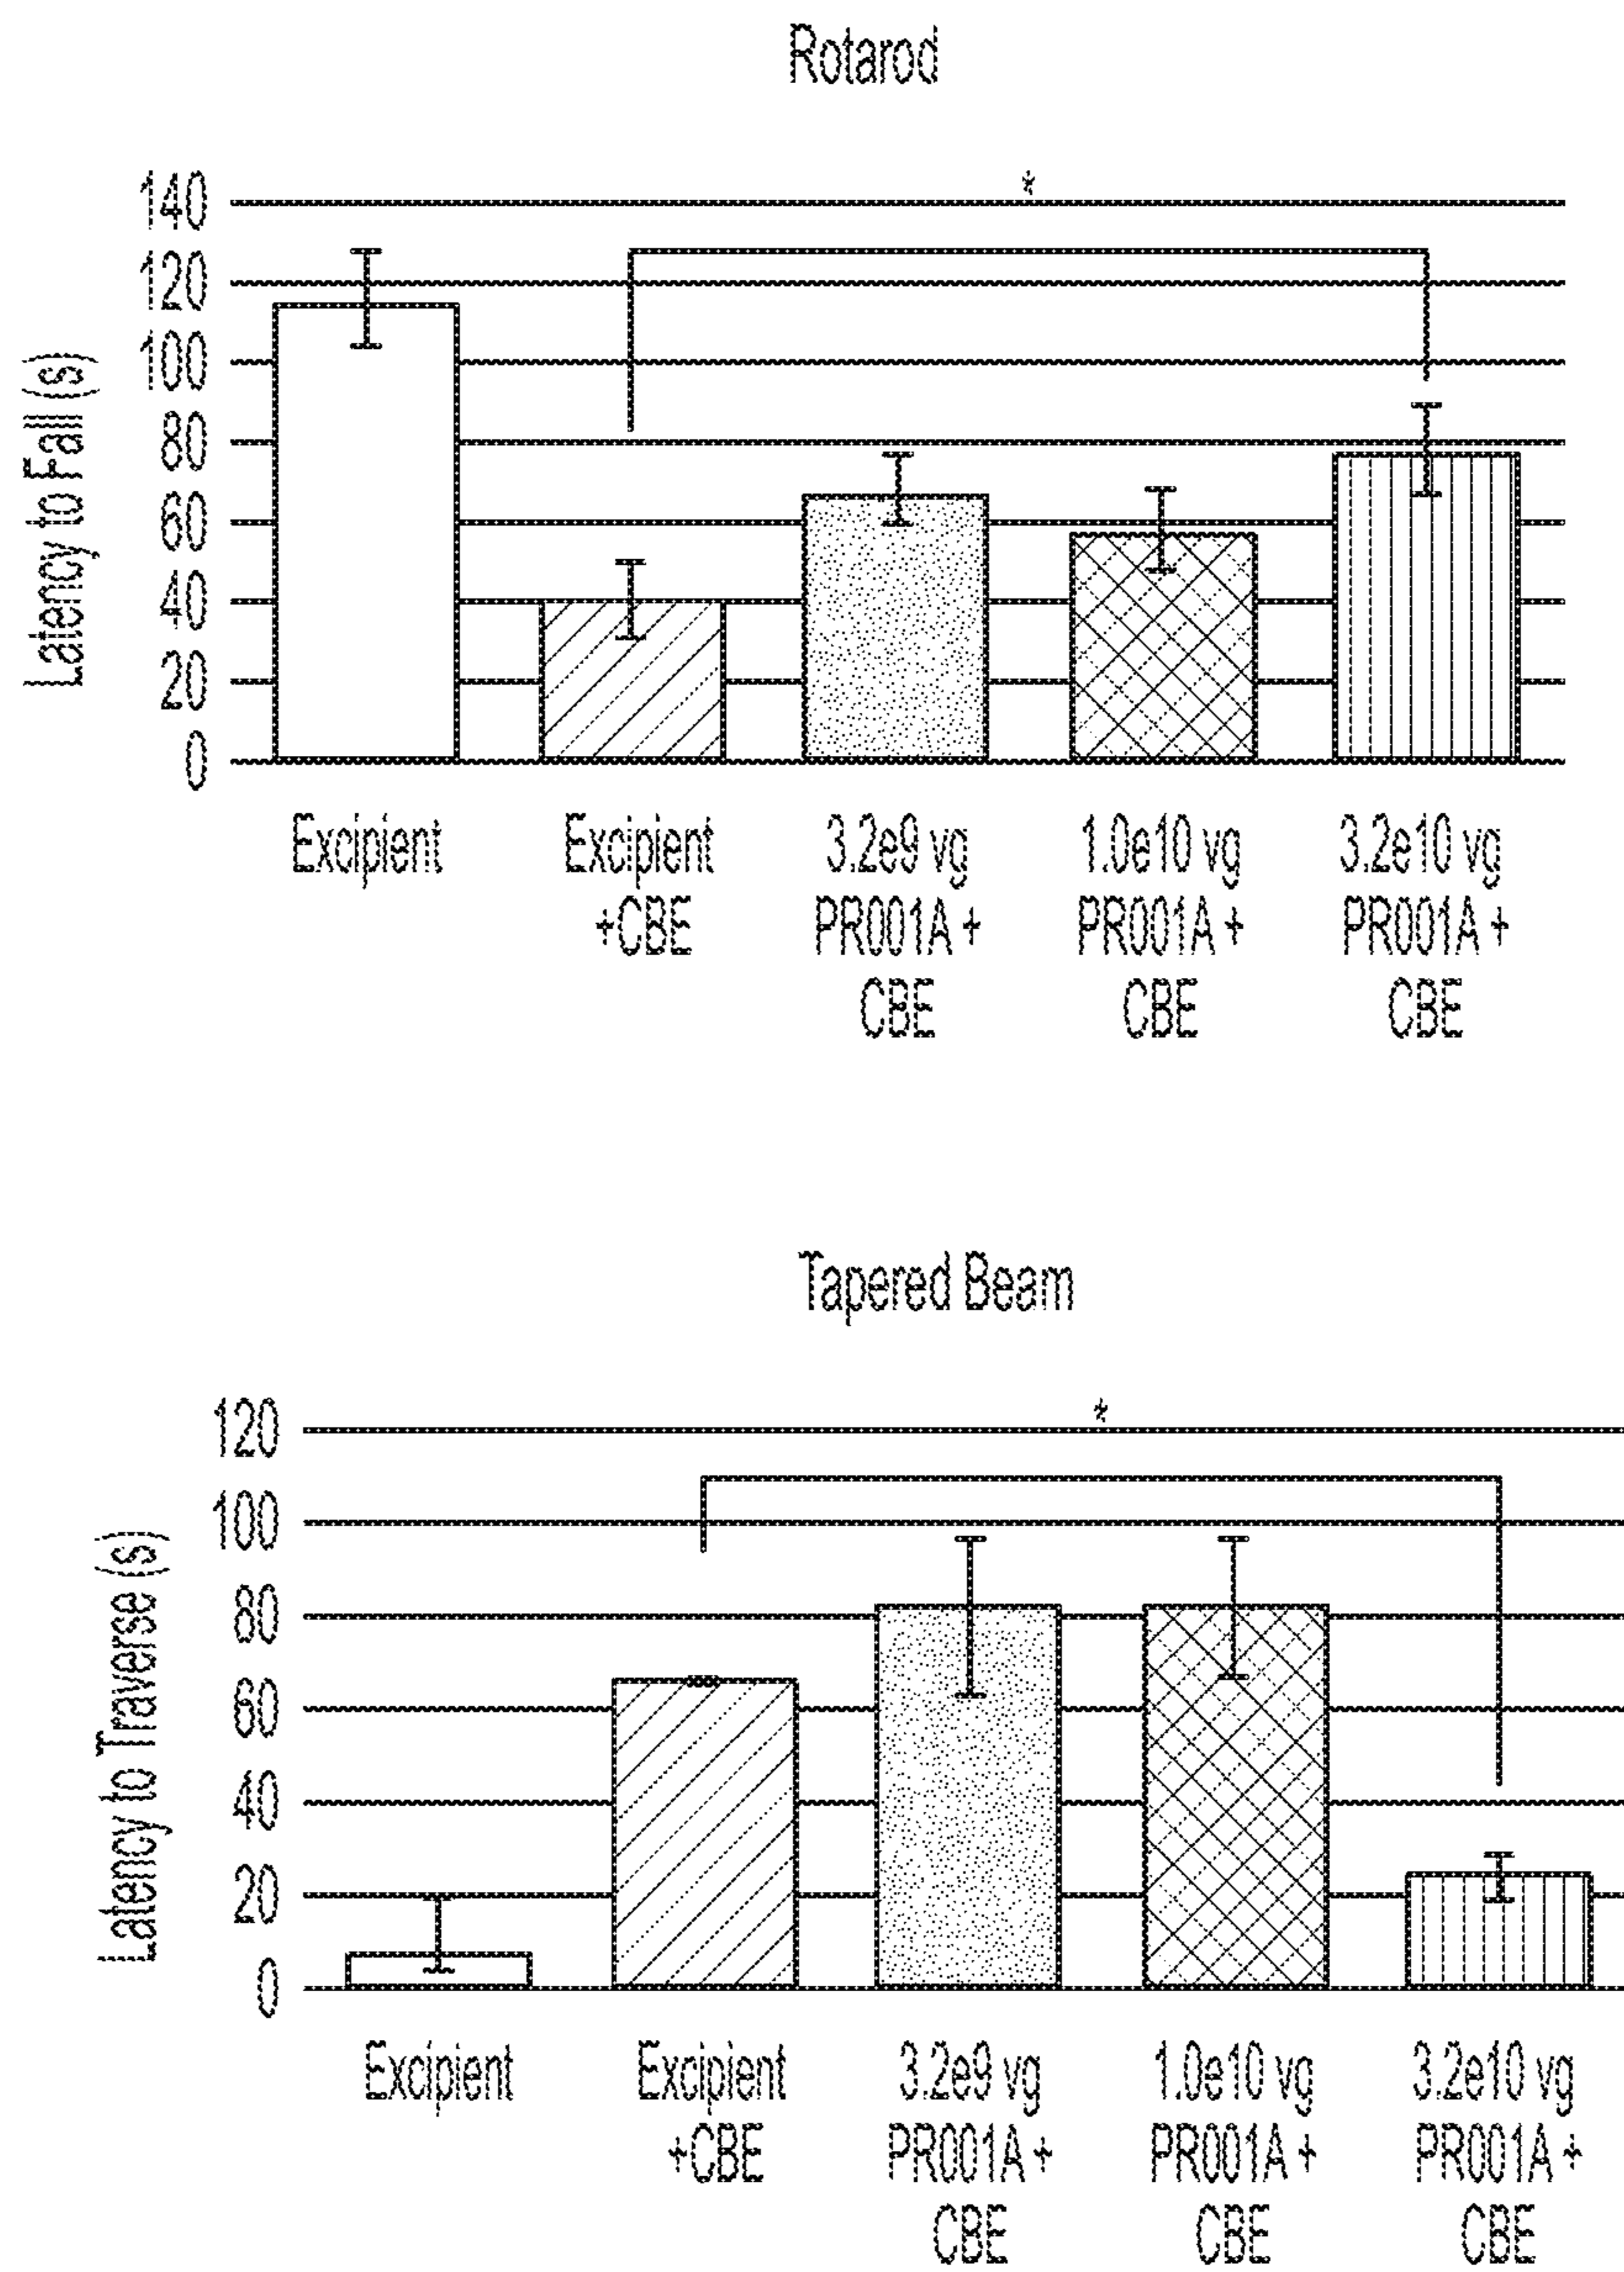 Rotarod
*
140
120
100
80
60
40
20
0
Latency to Fall (s)
Excipient
Excipient
+CBE
3.2e9 vg
PR001A +
CBE
1.0e10 vg
PR001A +
CBE
3.2e10 vg
PR001A +
CBE
Tapered Beam
*
120
100
80
60
40
20
0
Latency to Traverse (s)
Excipient
Excipient
+CBE
3.2e9 vg
PR001A +
CBE
1.0e10 vg
PR001A +
CBE
3.2e10 vg
PR001A +
CBE